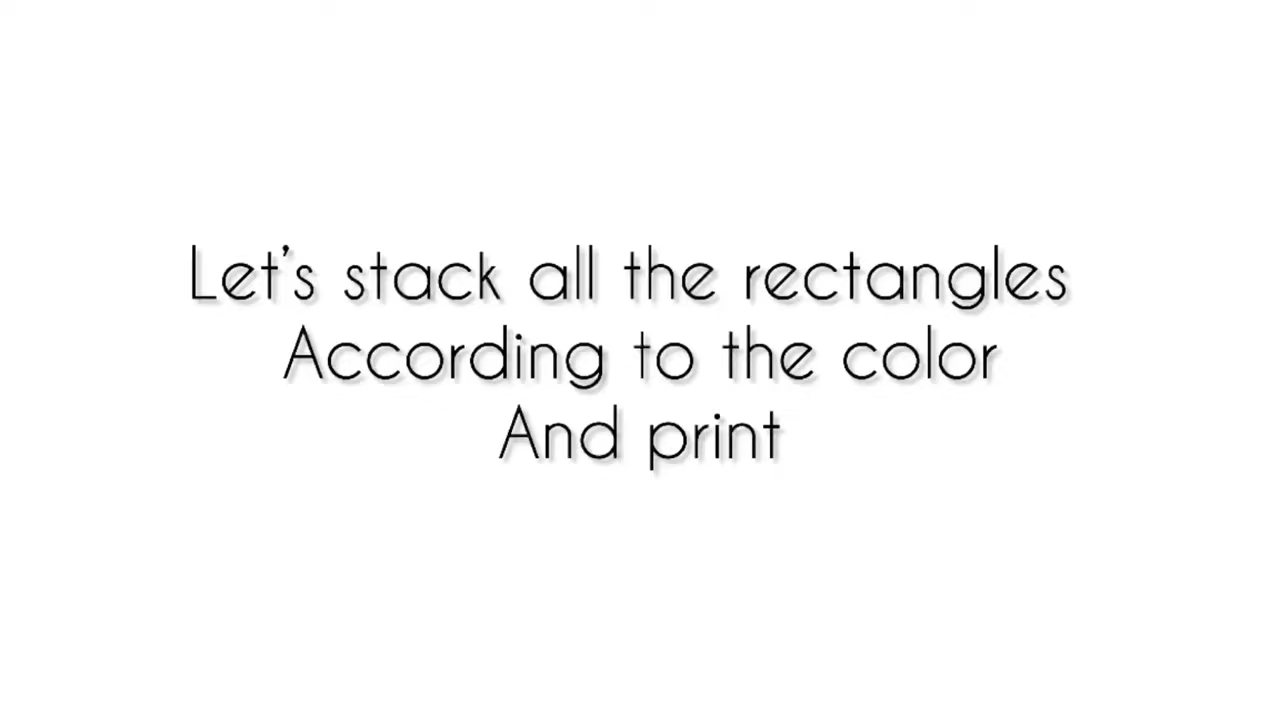 Let's stack all the rectangles
According to the color
And print